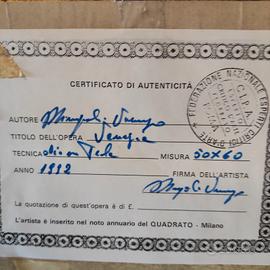 CERTIFICATO DI AUTENTICITÀ
AUTORE
TITOLO DELL'OPERA Venezia
TECNICA olio su Tela MISURA 50x60
ANNO 1992 FIRMA DELL'ARTISTA
La quotazione di quest'opera è di £.
L'artista è inserito nel noto annuario del QUADRATO - Milano
FEDERAZIONE NAZIONALE ESPERTI CRITICI D'ARTE